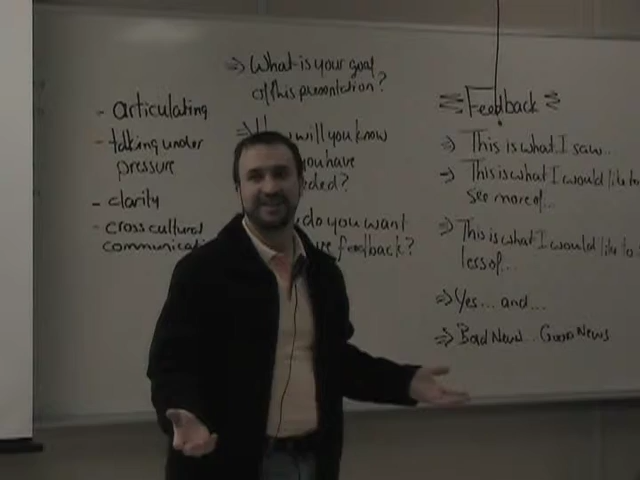 - articulating
- talking under
pressure
- clarity
- cross cultural
communicati
⇒ What is your goal
of this presentation?
⇒ will you know
you have
ded?
do you want
feedback?
Feedback
⇒ This is what I saw..
→ This is what I would like to
see more of...
⇒ This is what I would like to
less of...
⇒ Yes... and...
⇒ Bad News... Good News